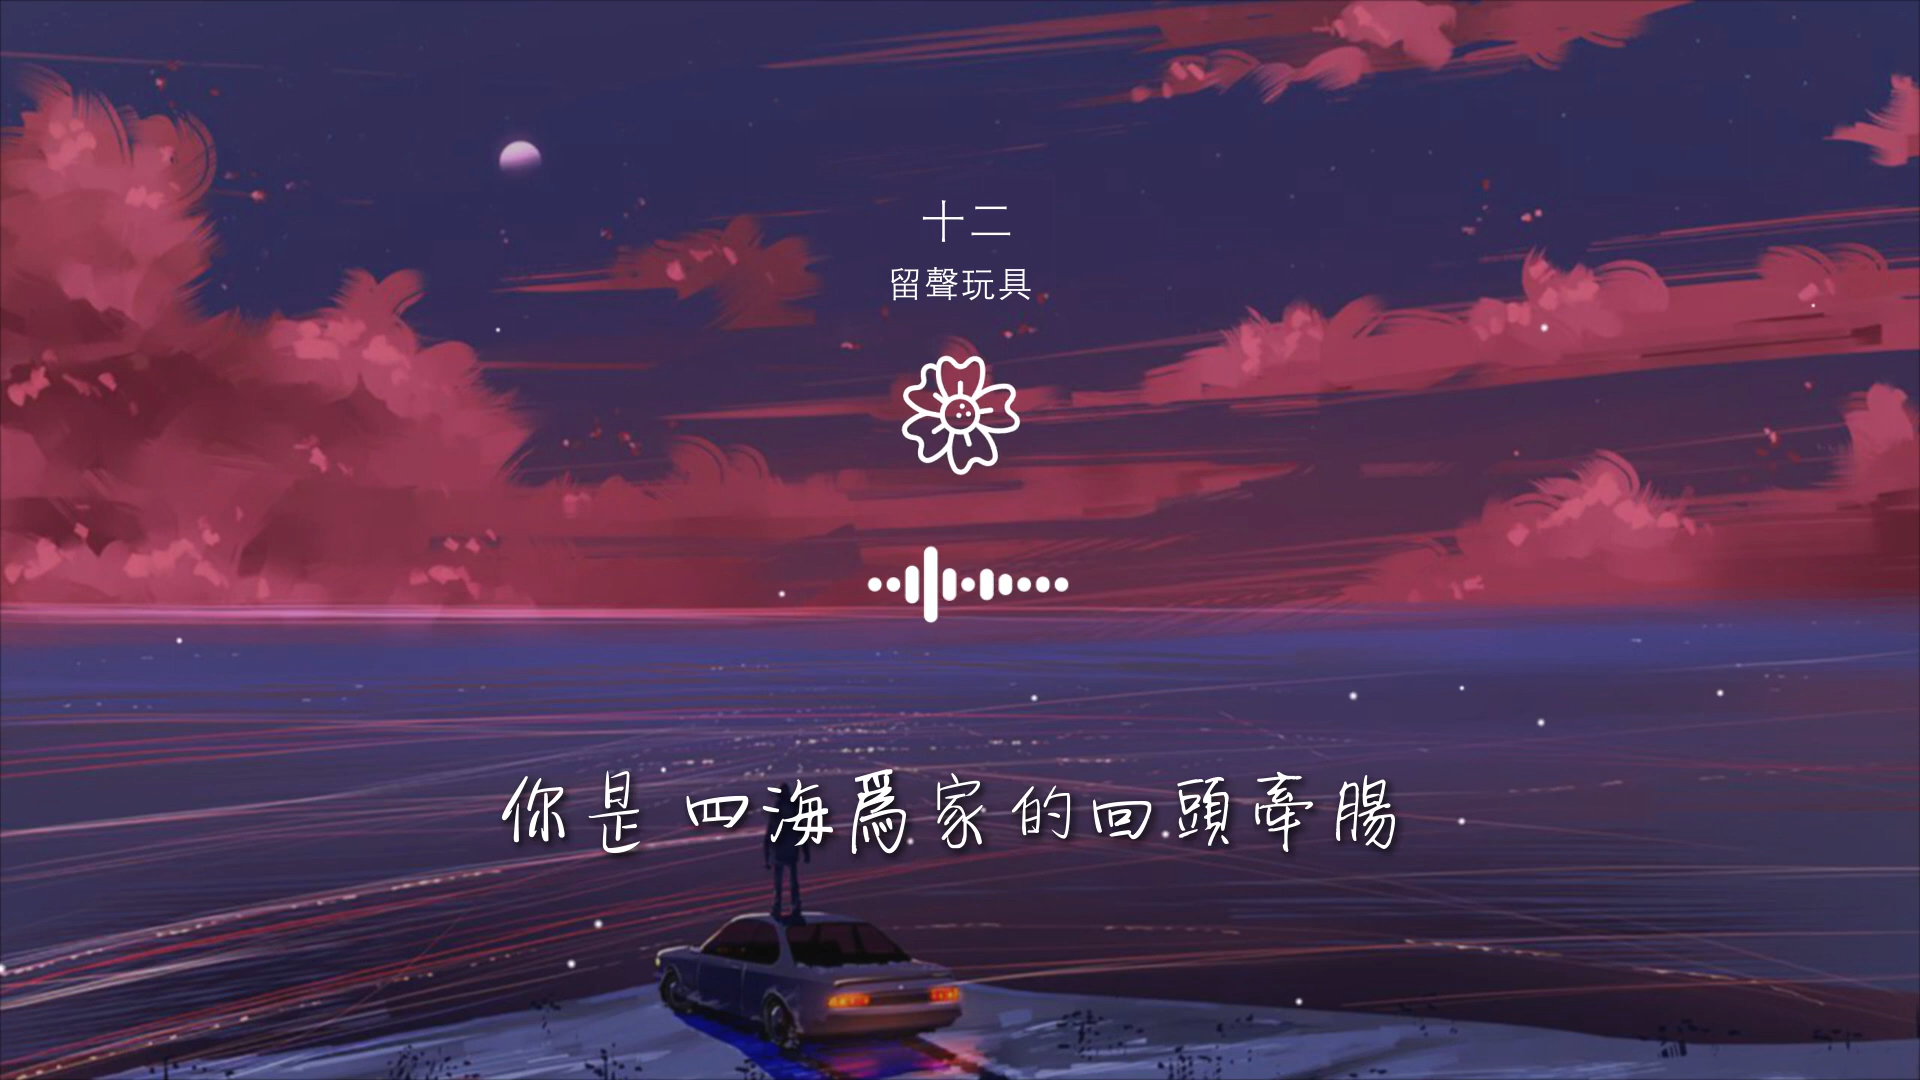 十二
留聲玩具
你是 四海爲家的回頭牽腸